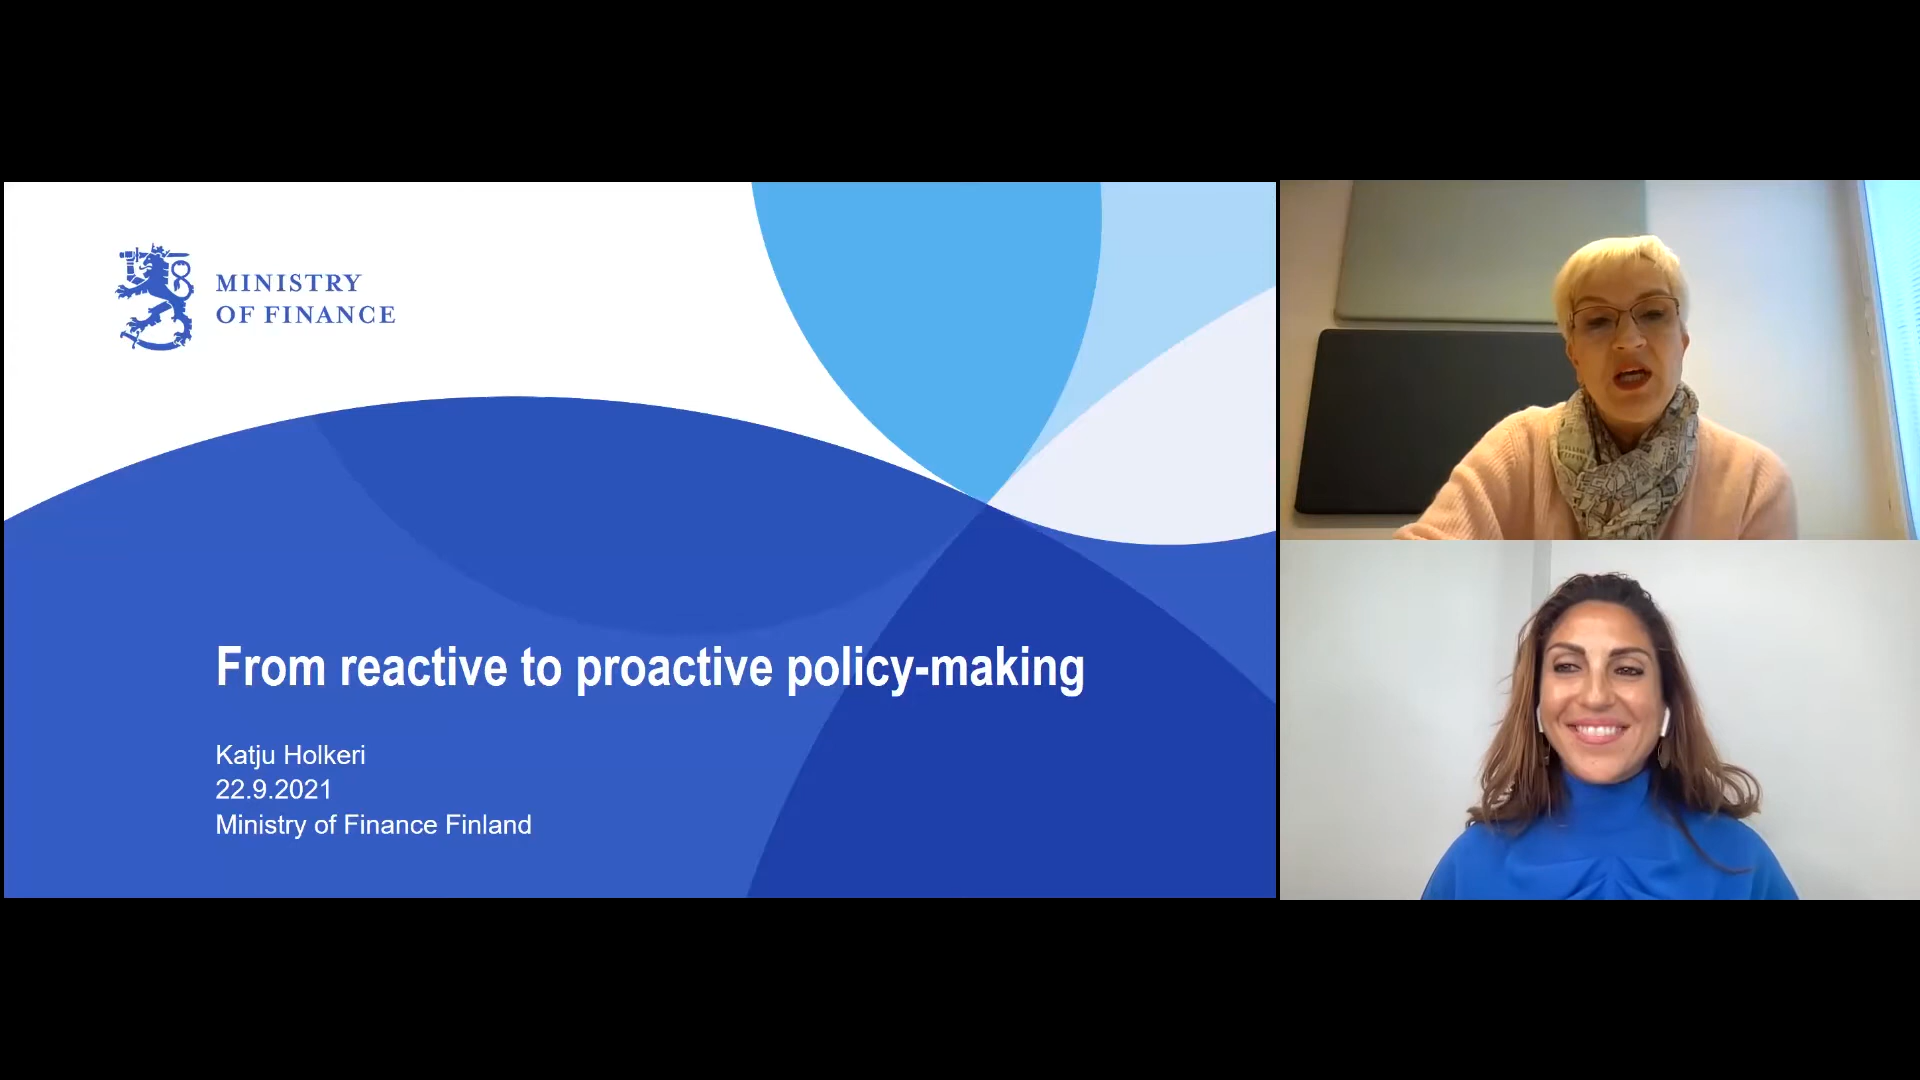 MINISTRY
OF FINANCE
From reactive to proactive policy-making
Katju Holkeri
22.9.2021
Ministry of Finance Finland